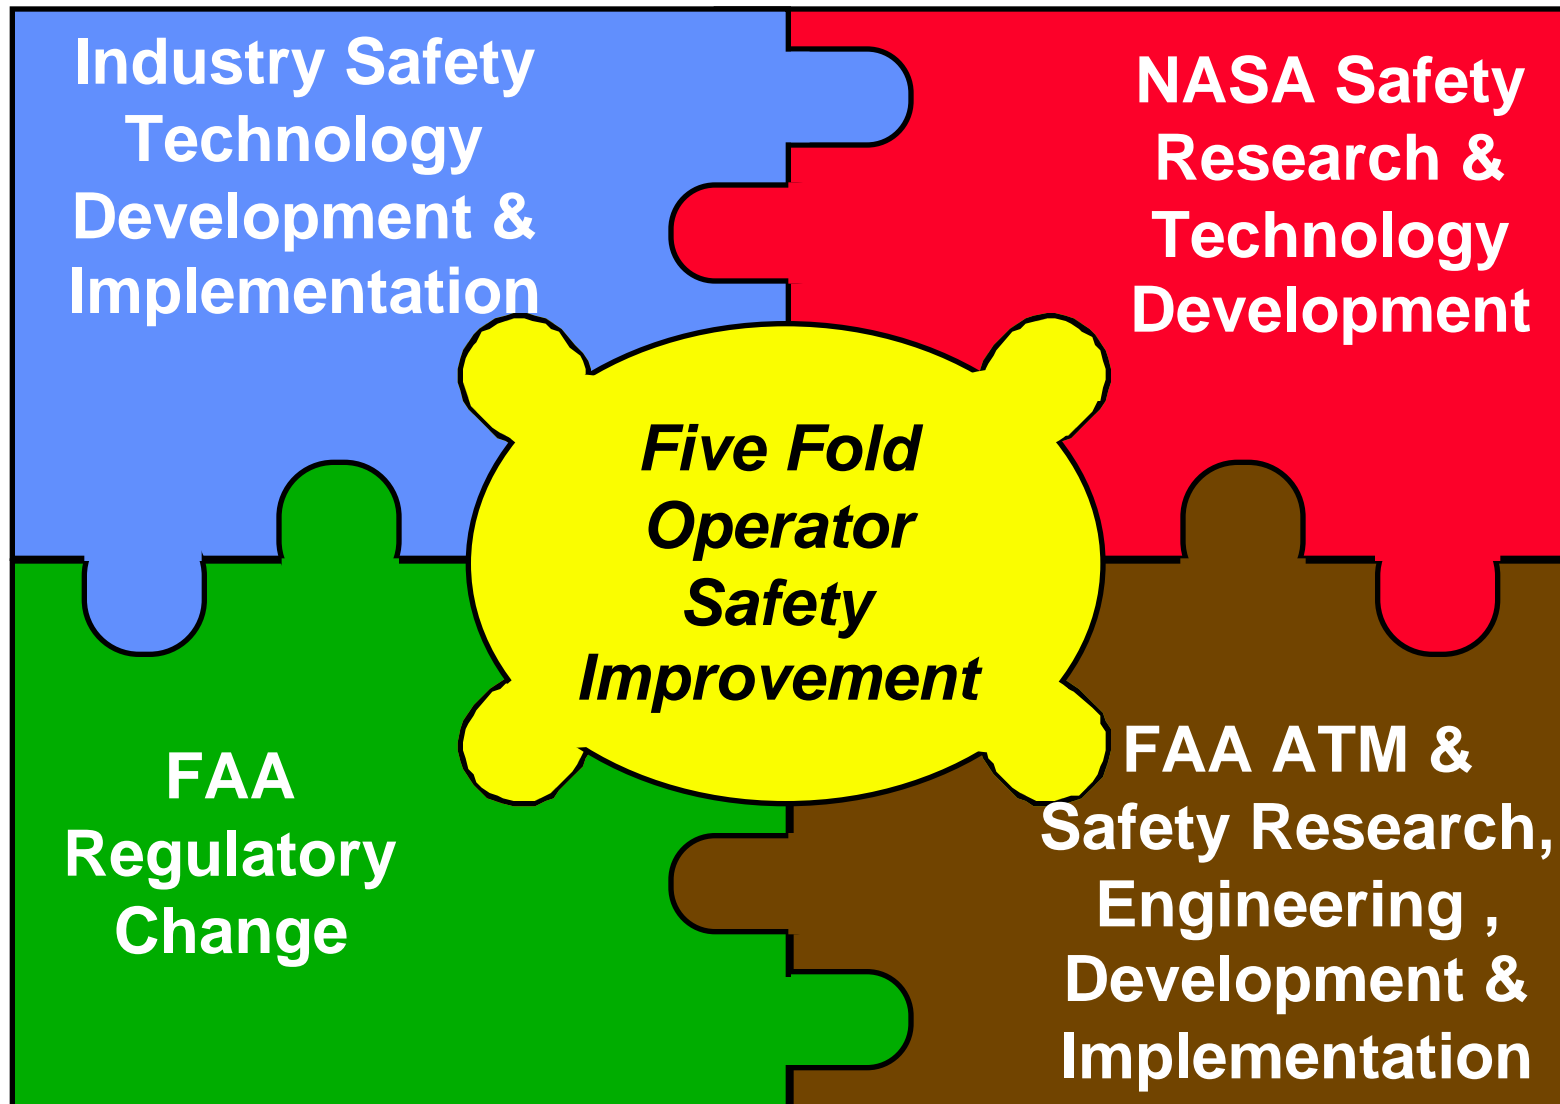 Industry Safety
Technology
Development &
Implementation
NASA Safety
Research &
Technology
Development
Five Fold
Operator
Safety
Improvement
FAA
Regulatory
Change
FAA ATM &
Safety Research,
Engineering ,
Development &
Implementation